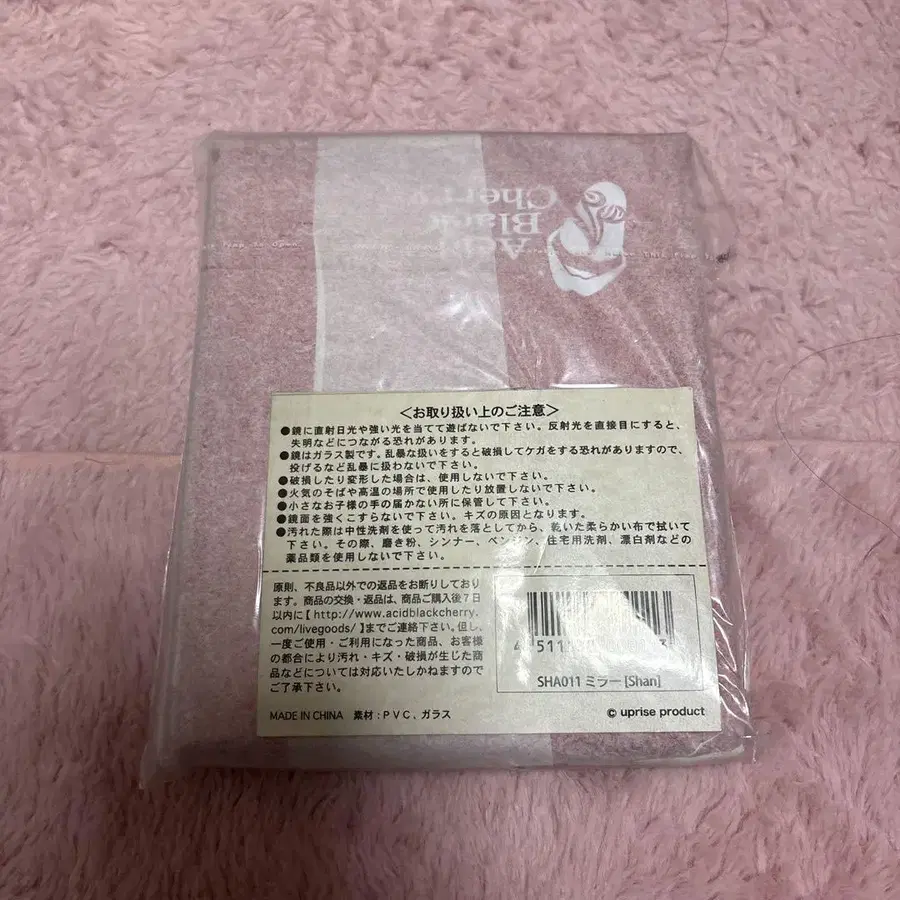 Acid
Black
Cherry
<お取り扱い上のご注意>
●鏡に直射日光や強い光を当てて遊ばないで下さい。反射光を直接目にすると、
失明などにつながる恐れがあります。
●鏡はガラス製です。乱暴な扱いをすると破損してケガをする恐れがありますので、
投げるなど乱暴に扱わないで下さい。
●破損したり変形した場合は、使用しないで下さい。
●火気のそばや高温の場所で使用したり放置しないで下さい。
●小さなお子様の手の届かない所に保管して下さい。
●鏡面を強くこすらないで下さい。キズの原因となります。
●汚れた際は中性洗剤を使って汚れを落としてから、乾いた柔らかい布で拭いて
下さい。その際、磨き粉、シンナー、ベンジン、住宅用洗剤、漂白剤などの
薬品類を使用しないで下さい。
原則、不良品以外での返品をお断りしており
ます。商品の交換・返品は、商品ご購入後7日
以内に【http://www.acidblackcherry.
com/livegoods/】までご連絡下さい。但し、
一度ご使用・ご利用になった商品、お客様
の都合により汚れ・キズ・破損が生じた商
品などについては対応いたしかねますので
ご了承下さい。
MADE IN CHINA 素材:PVC、ガラス
SHA011 ミラー [Shan]
© uprise product